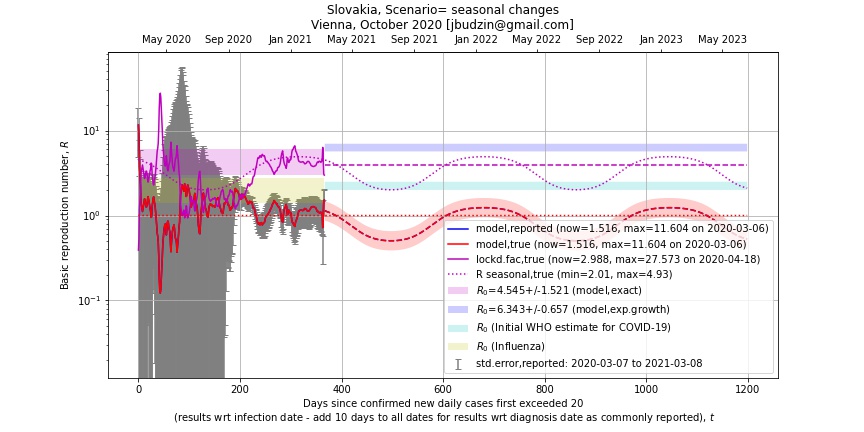 Slovakia, Scenario= seasonal changes
Vienna, October 2020 [jbudzin@gmail.com]
May 2020 Sep 2020 Jan 2021 May 2021 Sep 2021 Jan 2022 May 2022 Sep 2022 Jan 2023 May 2023
Basic reproduction number, R
10¹
10⁰
10⁻¹
model,reported (now=1.516, max=11.604 on 2020-03-06)
model,true (now=1.516, max=11.604 on 2020-03-06)
lockd.fac,true (now=2.988, max=27.573 on 2020-04-18)
R seasonal,true (min=2.01, max=4.93)
R₀=4.545+/-1.521 (model,exact)
R₀=6.343+/-0.657 (model,exp.growth)
R₀ (Initial WHO estimate for COVID-19)
R₀ (Influenza)
std.error,reported: 2020-03-07 to 2021-03-08
0 200 400 600 800 1000 1200
Days since confirmed new daily cases first exceeded 20
(results wrt infection date - add 10 days to all dates for results wrt diagnosis date as commonly reported), t